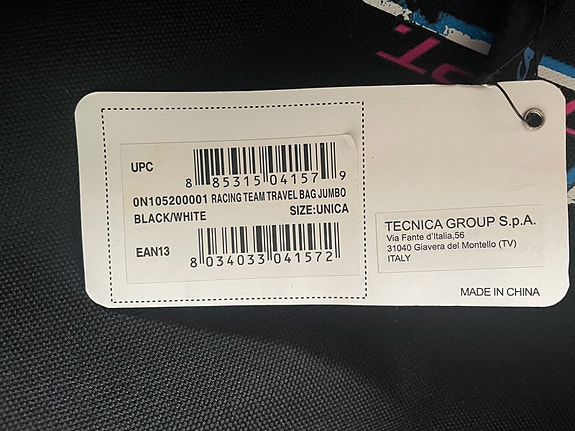 UPC
8 85315 04157 9
0N105200001 RACING TEAM TRAVEL BAG JUMBO
BLACK/WHITE SIZE:UNICA
EAN13
8 034033 041572
TECNICA GROUP S.p.A.
Via Fante d'Italia,56
31040 Giavera del Montello (TV)
ITALY
MADE IN CHINA